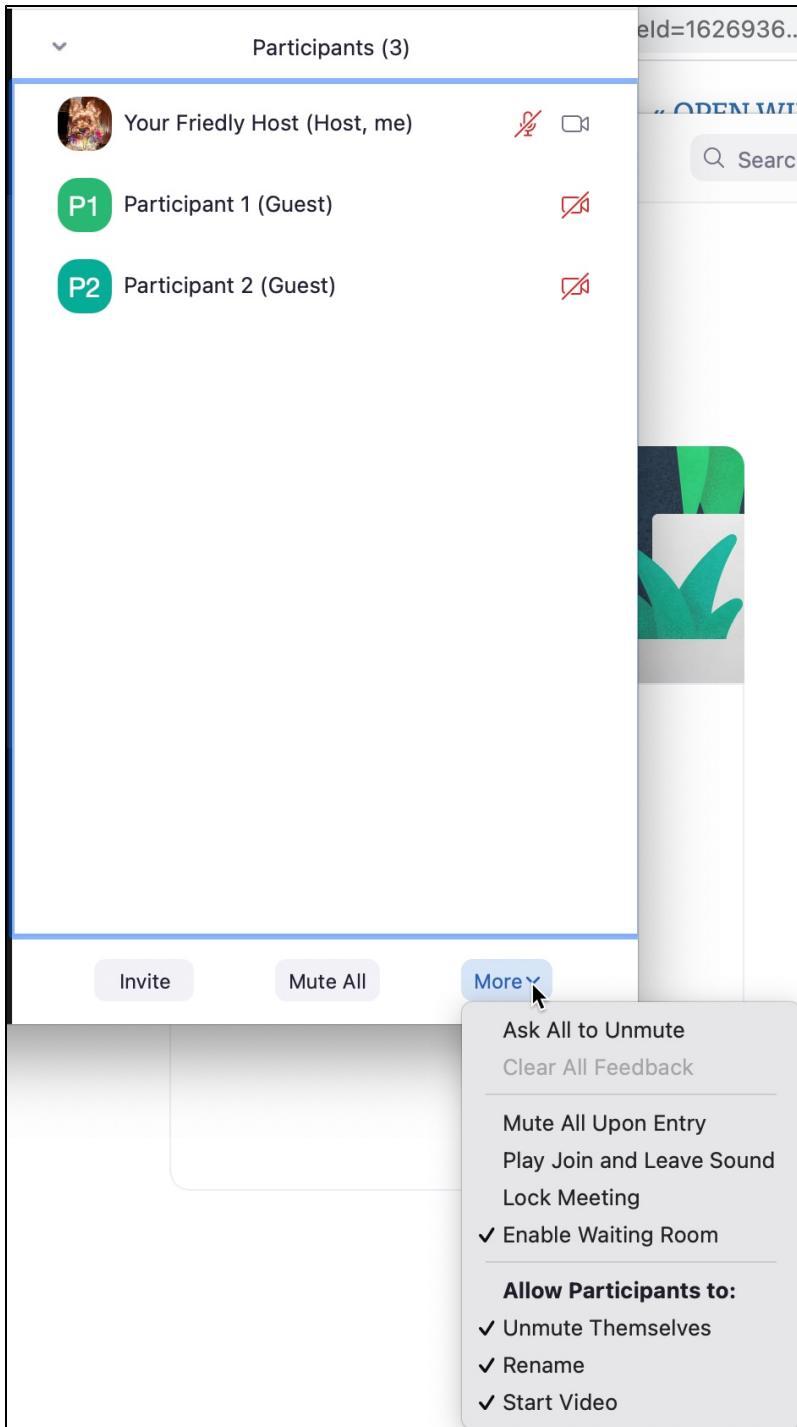 Participants (3)
eId=1626936...
« OPEN WI
Your Friedly Host (Host, me)
Searc
P1 Participant 1 (Guest)
P2 Participant 2 (Guest)
Invite Mute All More
Ask All to Unmute
Clear All Feedback
Mute All Upon Entry
Play Join and Leave Sound
Lock Meeting
✓ Enable Waiting Room
Allow Participants to:
✓ Unmute Themselves
✓ Rename
✓ Start Video